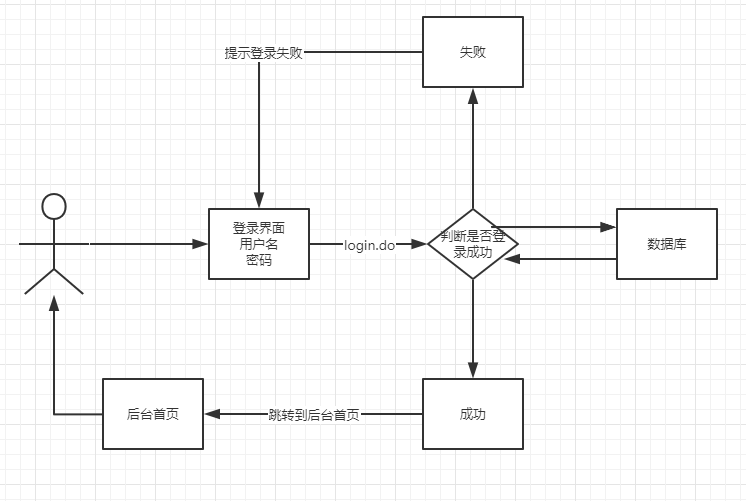 提示登录失败
失败
登录界面
用户名
密码
login.do
判断是否登
录成功
数据库
后台首页
跳转到后台首页
成功